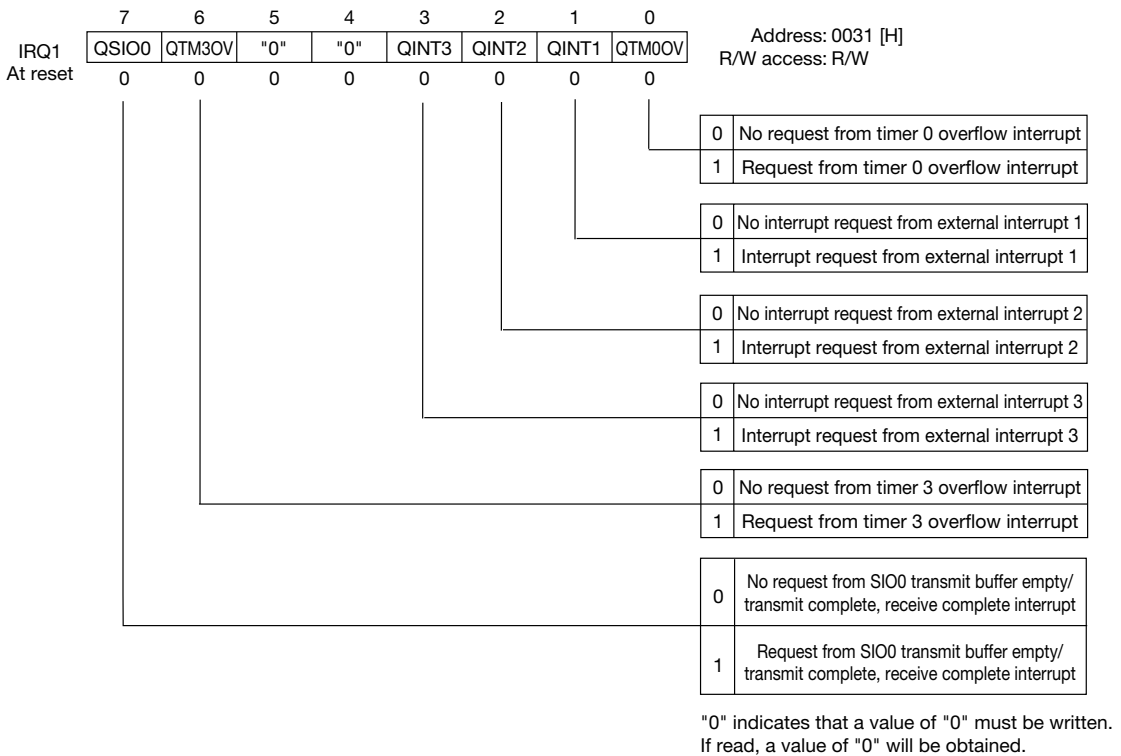 7 6 5 4 3 2 1 0
IRQ1 QSIO0 QTM3OV "0" "0" QINT3 QINT2 QINT1 QTM0OV
At reset 0 0 0 0 0 0 0 0
Address: 0031 [H]
R/W access: R/W
0 No request from timer 0 overflow interrupt
1 Request from timer 0 overflow interrupt
0 No interrupt request from external interrupt 1
1 Interrupt request from external interrupt 1
0 No interrupt request from external interrupt 2
1 Interrupt request from external interrupt 2
0 No interrupt request from external interrupt 3
1 Interrupt request from external interrupt 3
0 No request from timer 3 overflow interrupt
1 Request from timer 3 overflow interrupt
0 No request from SIO0 transmit buffer empty/
transmit complete, receive complete interrupt
1 Request from SIO0 transmit buffer empty/
transmit complete, receive complete interrupt
"0" indicates that a value of "0" must be written.
If read, a value of "0" will be obtained.